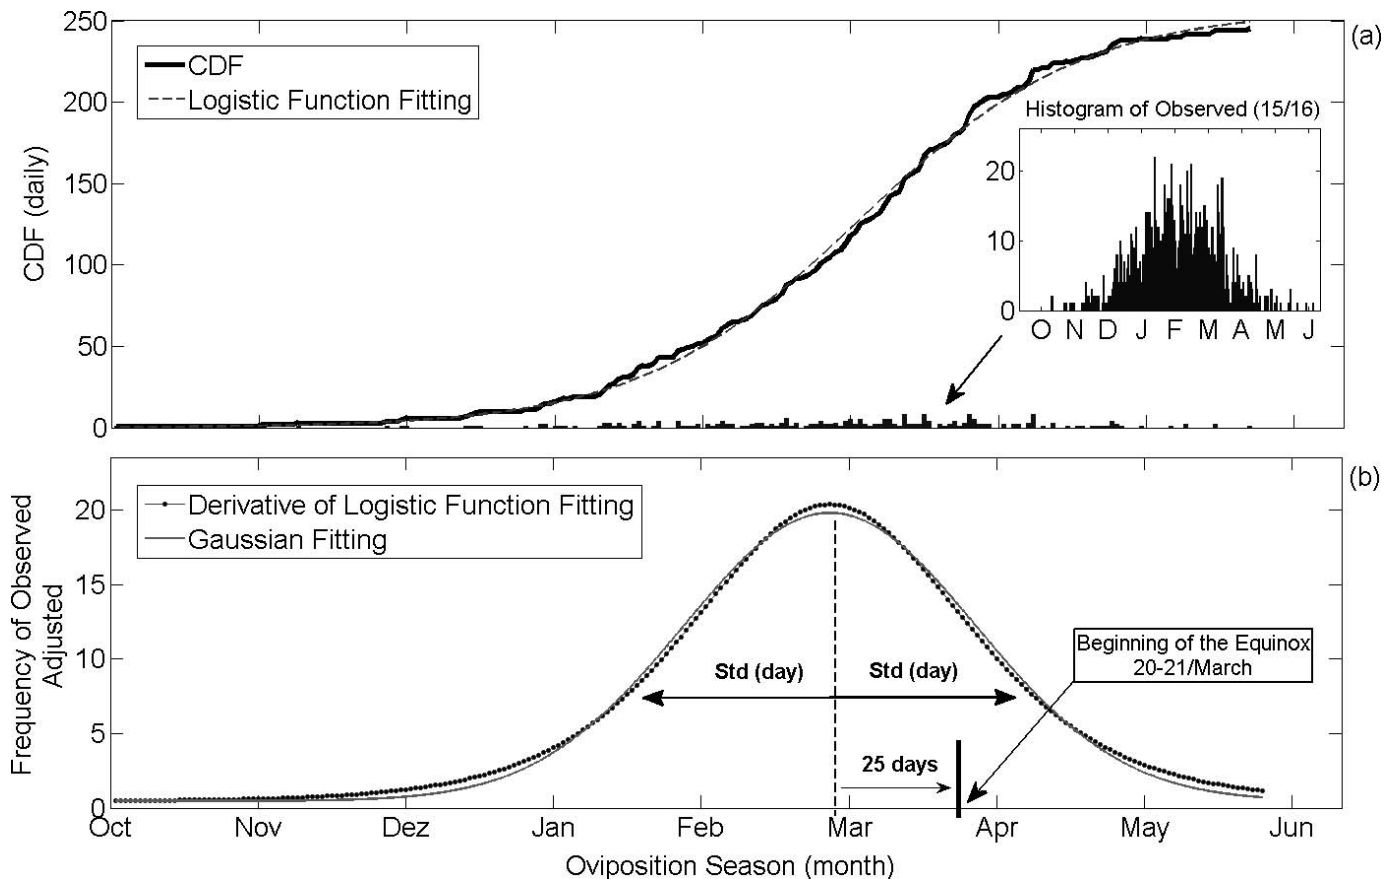 (a)
CDF
Logistic Function Fitting
CDF (daily)
250
200
150
100
50
0
Histogram of Observed (15/16)
20
10
0
O N D J F M A M J
(b)
Derivative of Logistic Function Fitting
Gaussian Fitting
Frequency of Observed
Adjusted
20
15
10
5
0
Std (day)
Std (day)
Beginning of the Equinox
20-21/March
25 days
Oct Nov Dez Jan Feb Mar Apr May Jun
Oviposition Season (month)